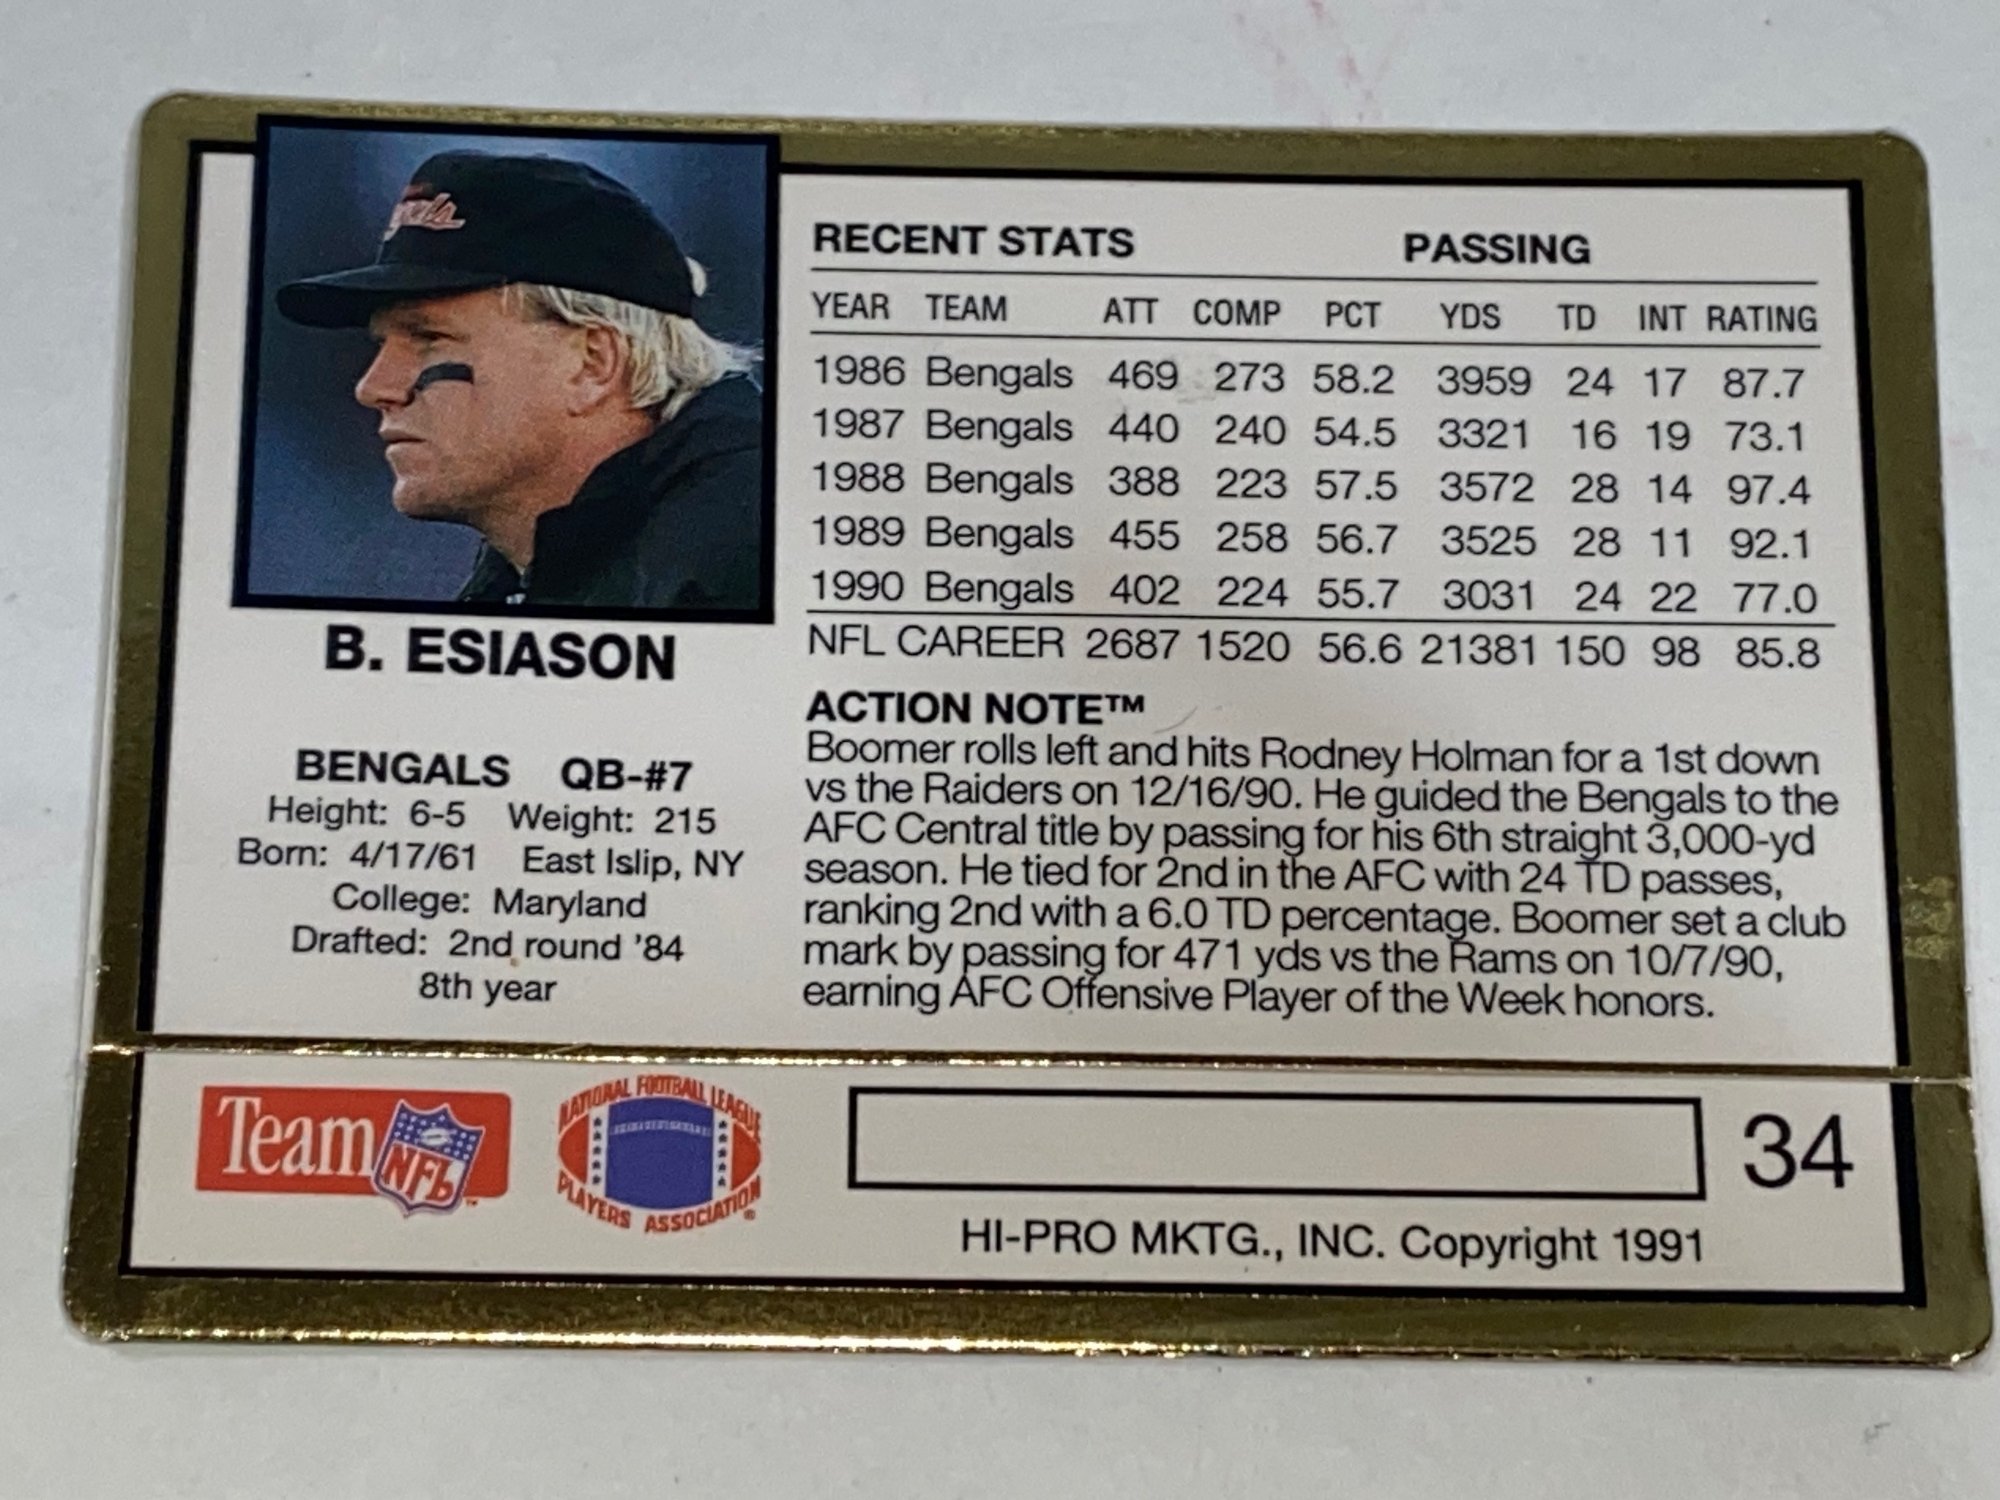 B. ESIASON
BENGALS QB-#7
Height: 6-5 Weight: 215
Born: 4/17/61 East Islip, NY
College: Maryland
Drafted: 2nd round '84
8th year
RECENT STATS PASSING
YEAR TEAM ATT COMP PCT YDS TD INT RATING
1986 Bengals 469 273 58.2 3959 24 17 87.7
1987 Bengals 440 240 54.5 3321 16 19 73.1
1988 Bengals 388 223 57.5 3572 28 14 97.4
1989 Bengals 455 258 56.7 3525 28 11 92.1
1990 Bengals 402 224 55.7 3031 24 22 77.0
NFL CAREER 2687 1520 56.6 21381 150 98 85.8
ACTION NOTE™
Boomer rolls left and hits Rodney Holman for a 1st down
vs the Raiders on 12/16/90. He guided the Bengals to the
AFC Central title by passing for his 6th straight 3,000-yd
season. He tied for 2nd in the AFC with 24 TD passes,
ranking 2nd with a 6.0 TD percentage. Boomer set a club
mark by passing for 471 yds vs the Rams on 10/7/90,
earning AFC Offensive Player of the Week honors.
Team NFL™
NATIONAL FOOTBALL LEAGUE
PLAYERS ASSOCIATION®
34
HI-PRO MKTG., INC. Copyright 1991